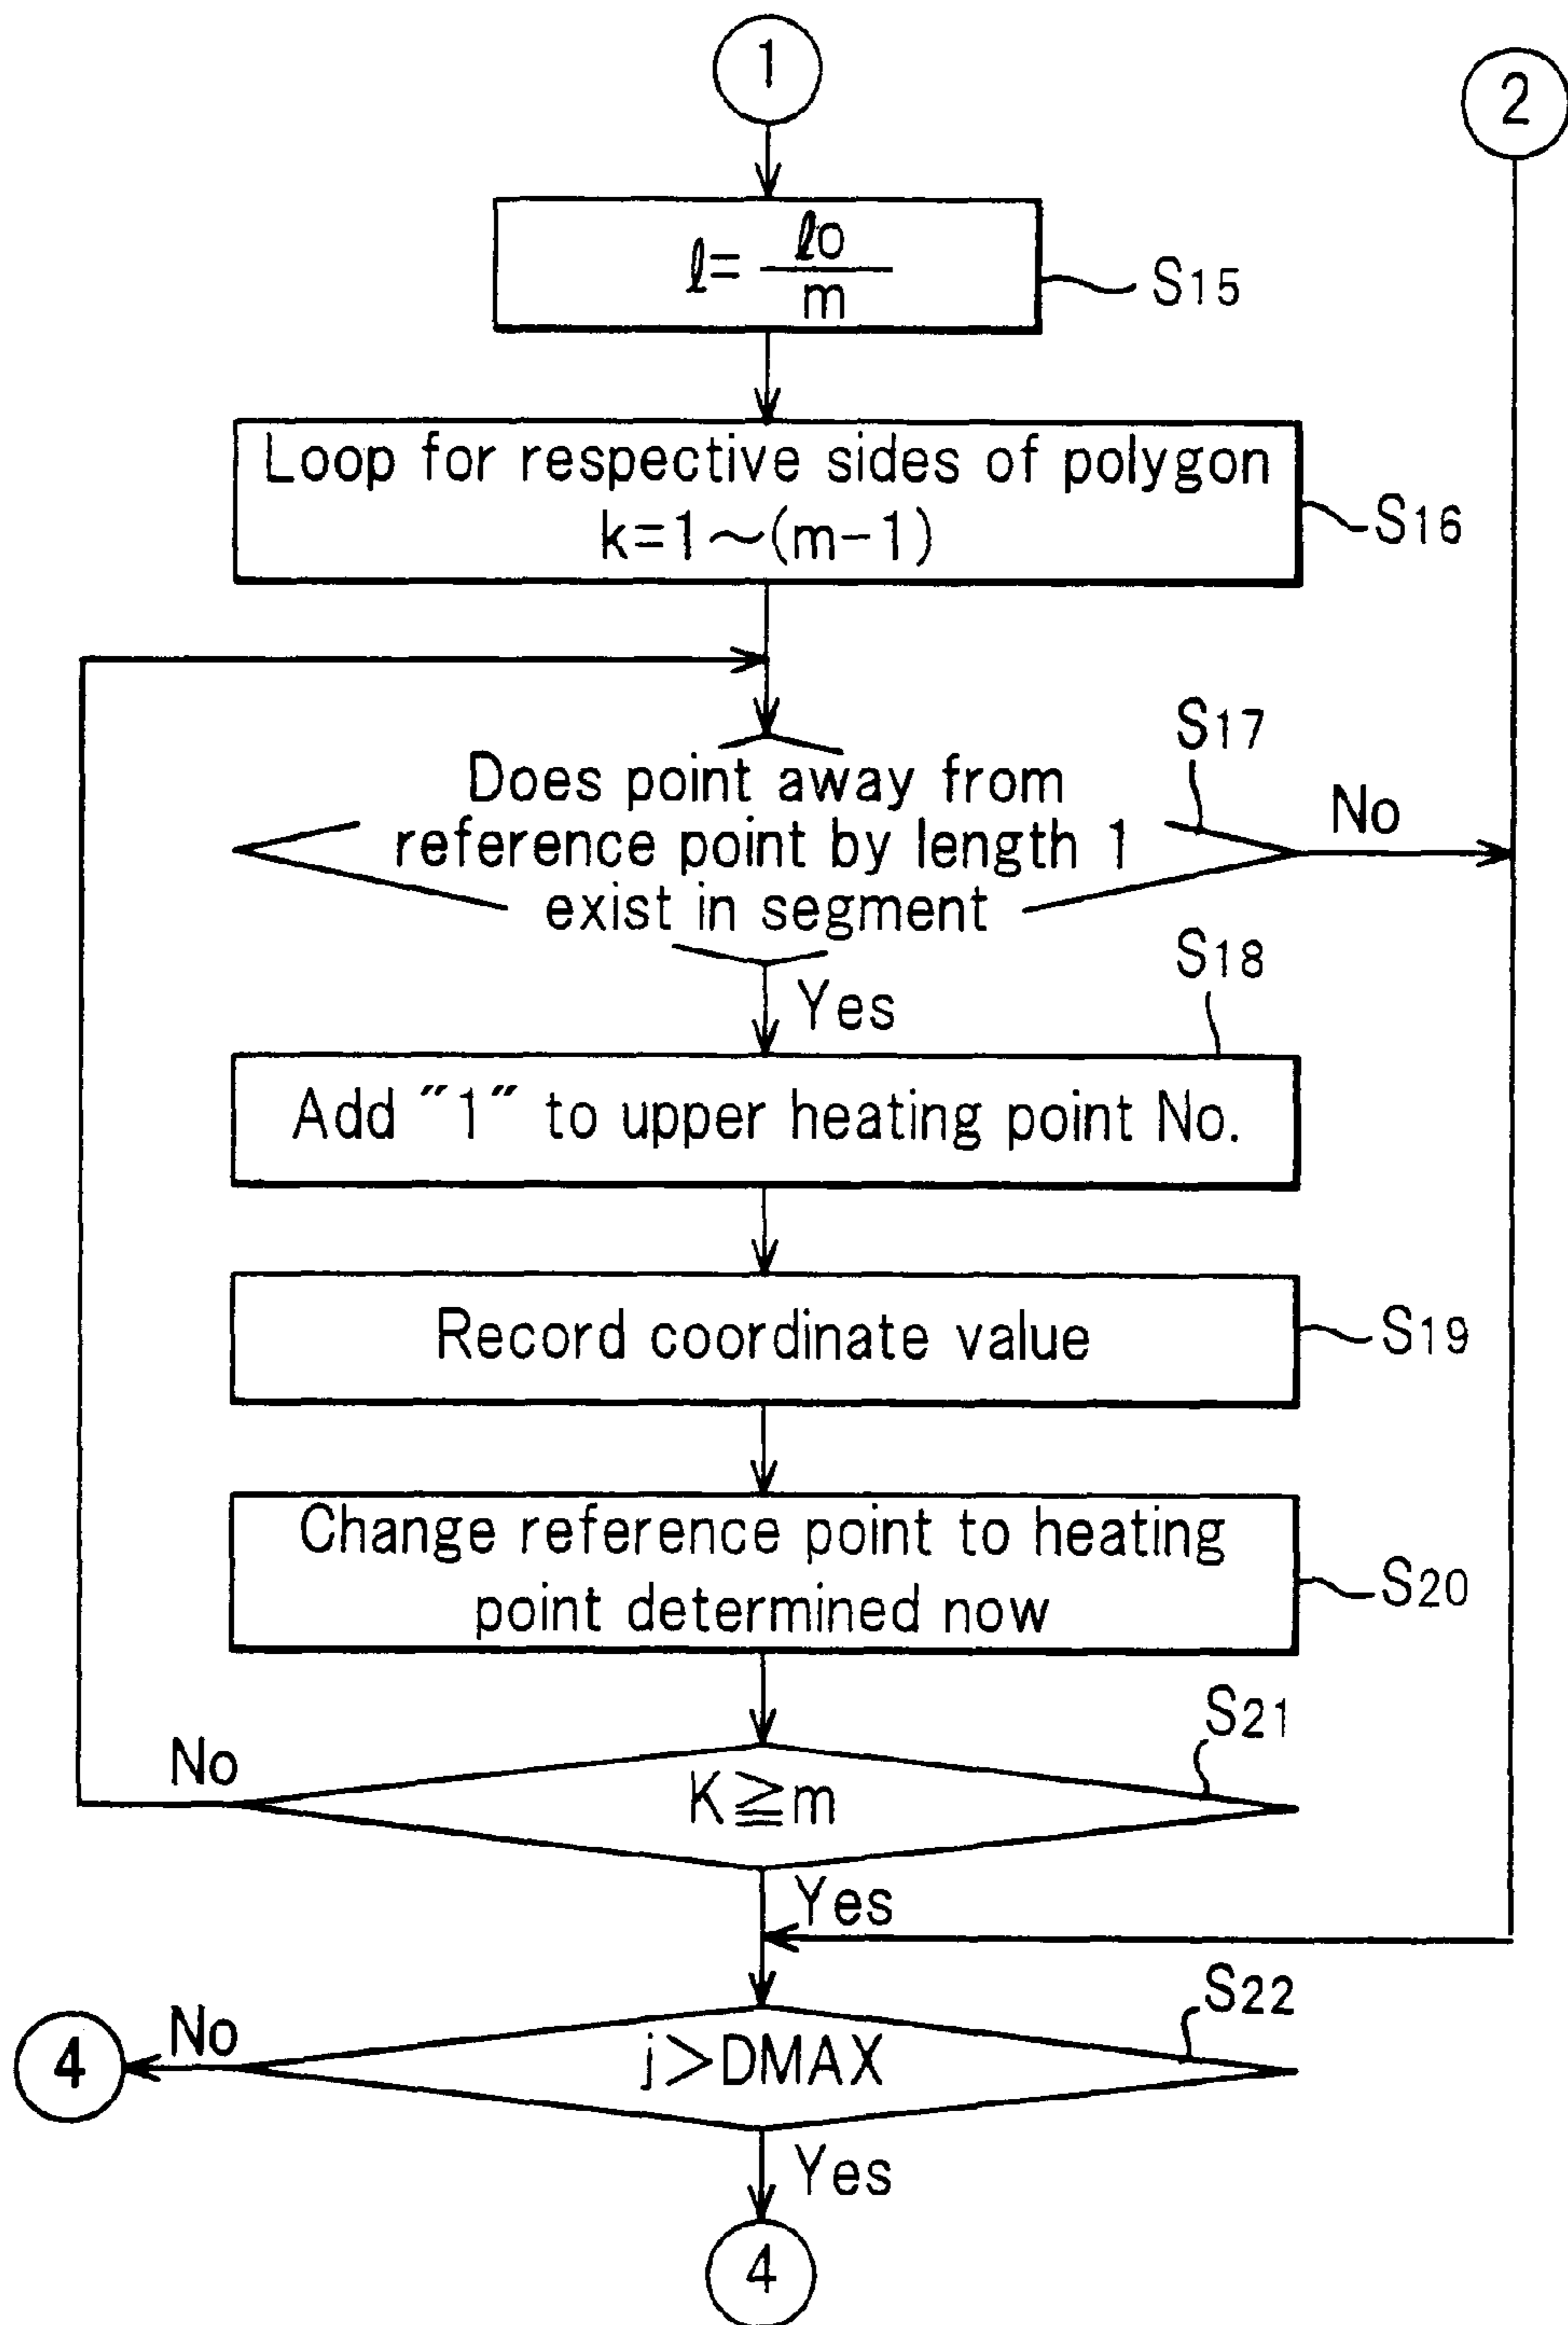 1
2
ℓ= ℓ0
m
S15
Loop for respective sides of polygon
k=1～(m-1)
S16
S17
Does point away from
reference point by length 1
exist in segment
No
Yes
S18
Add "1" to upper heating point No.
Record coordinate value
S19
Change reference point to heating
point determined now
S20
S21
No
K≧m
Yes
S22
4
No
j>DMAX
Yes
4